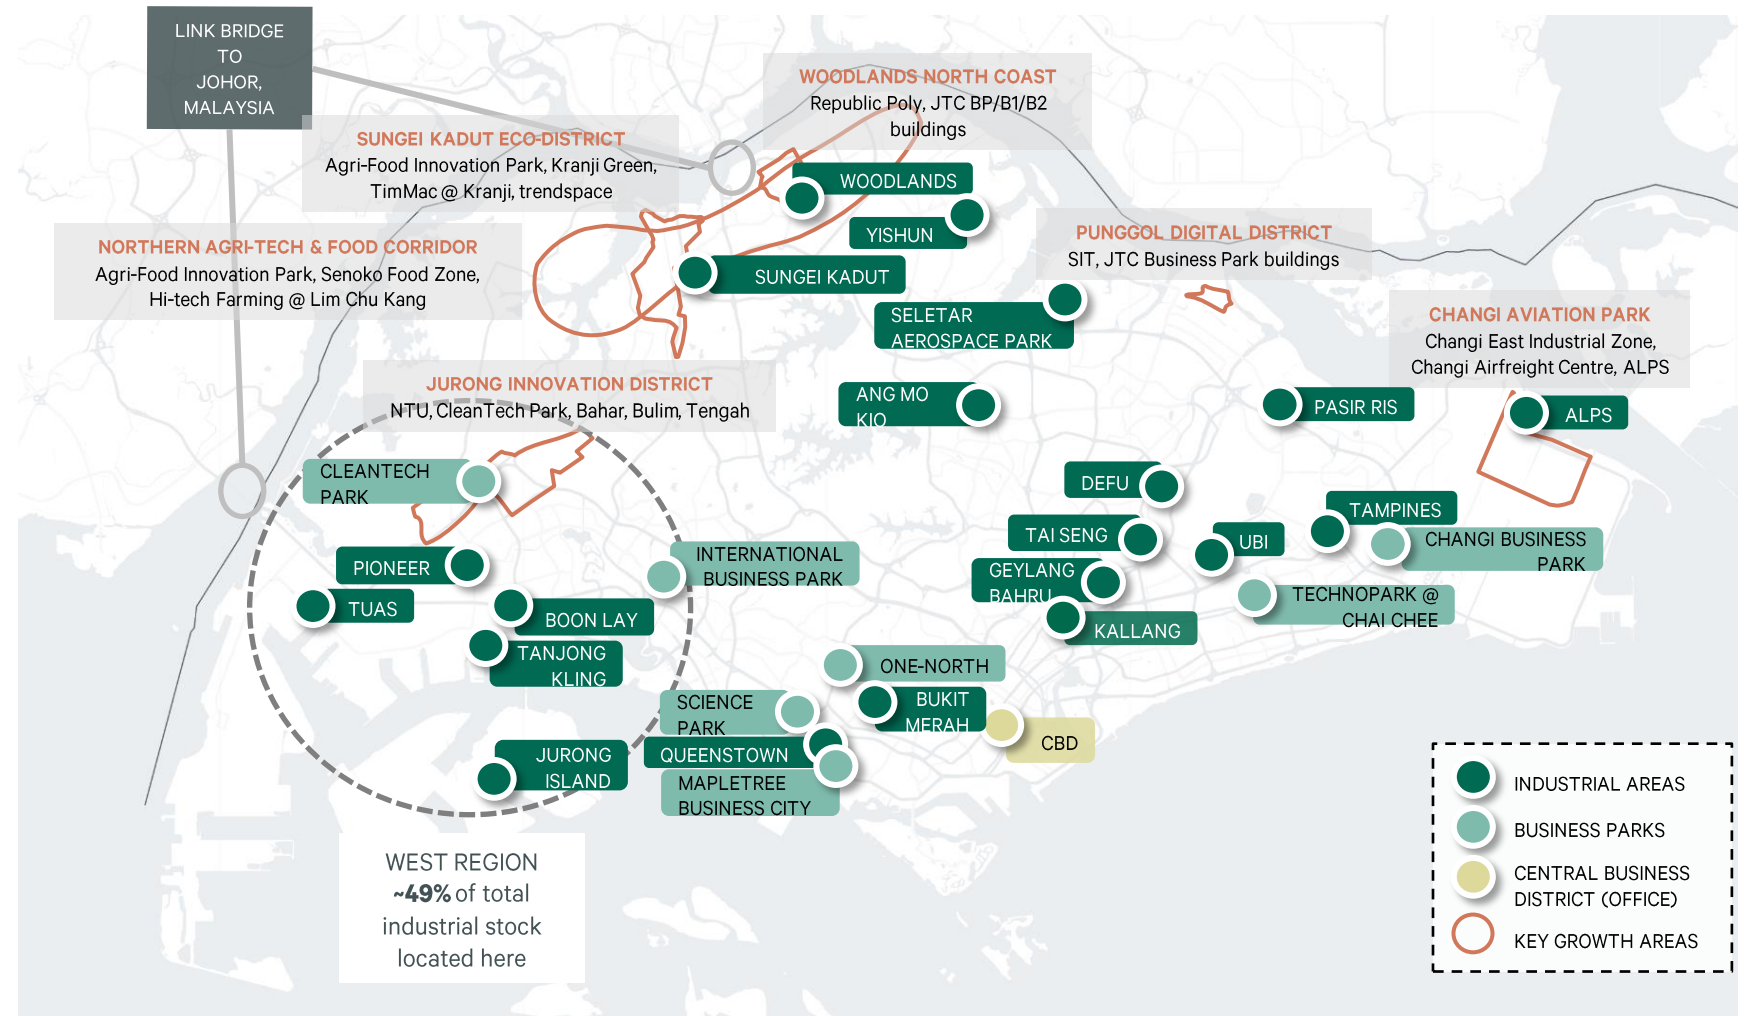 LINK BRIDGE
TO
JOHOR,
MALAYSIA
WOODLANDS NORTH COAST
Republic Poly, JTC BP/B1/B2
buildings
SUNGEI KADUT ECO-DISTRICT
Agri-Food Innovation Park, Kranji Green,
TimMac @ Kranji, trendspace
WOODLANDS
YISHUN
NORTHERN AGRI-TECH & FOOD CORRIDOR
Agri-Food Innovation Park, Senoko Food Zone,
Hi-tech Farming @ Lim Chu Kang
PUNGGOL DIGITAL DISTRICT
SIT, JTC Business Park buildings
SUNGEI KADUT
SELETAR
AEROSPACE PARK
CHANGI AVIATION PARK
Changi East Industrial Zone,
Changi Airfreight Centre, ALPS
JURONG INNOVATION DISTRICT
NTU, CleanTech Park, Bahar, Bulim, Tengah
ANG MO
KIO
PASIR RIS
ALPS
CLEANTECH
PARK
DEFU
TAMPINES
TAI SENG
UBI
CHANGI BUSINESS
PARK
INTERNATIONAL
BUSINESS PARK
PIONEER
GEYLANG
BAHRU
TUAS
TECHNOPARK @
CHAI CHEE
BOON LAY
KALLANG
TANJONG
KLING
ONE-NORTH
SCIENCE
PARK
BUKIT
MERAH
CBD
JURONG
ISLAND
QUEENSTOWN
MAPLETREE
BUSINESS CITY
WEST REGION
~49% of total
industrial stock
located here
INDUSTRIAL AREAS
BUSINESS PARKS
CENTRAL BUSINESS
DISTRICT (OFFICE)
KEY GROWTH AREAS